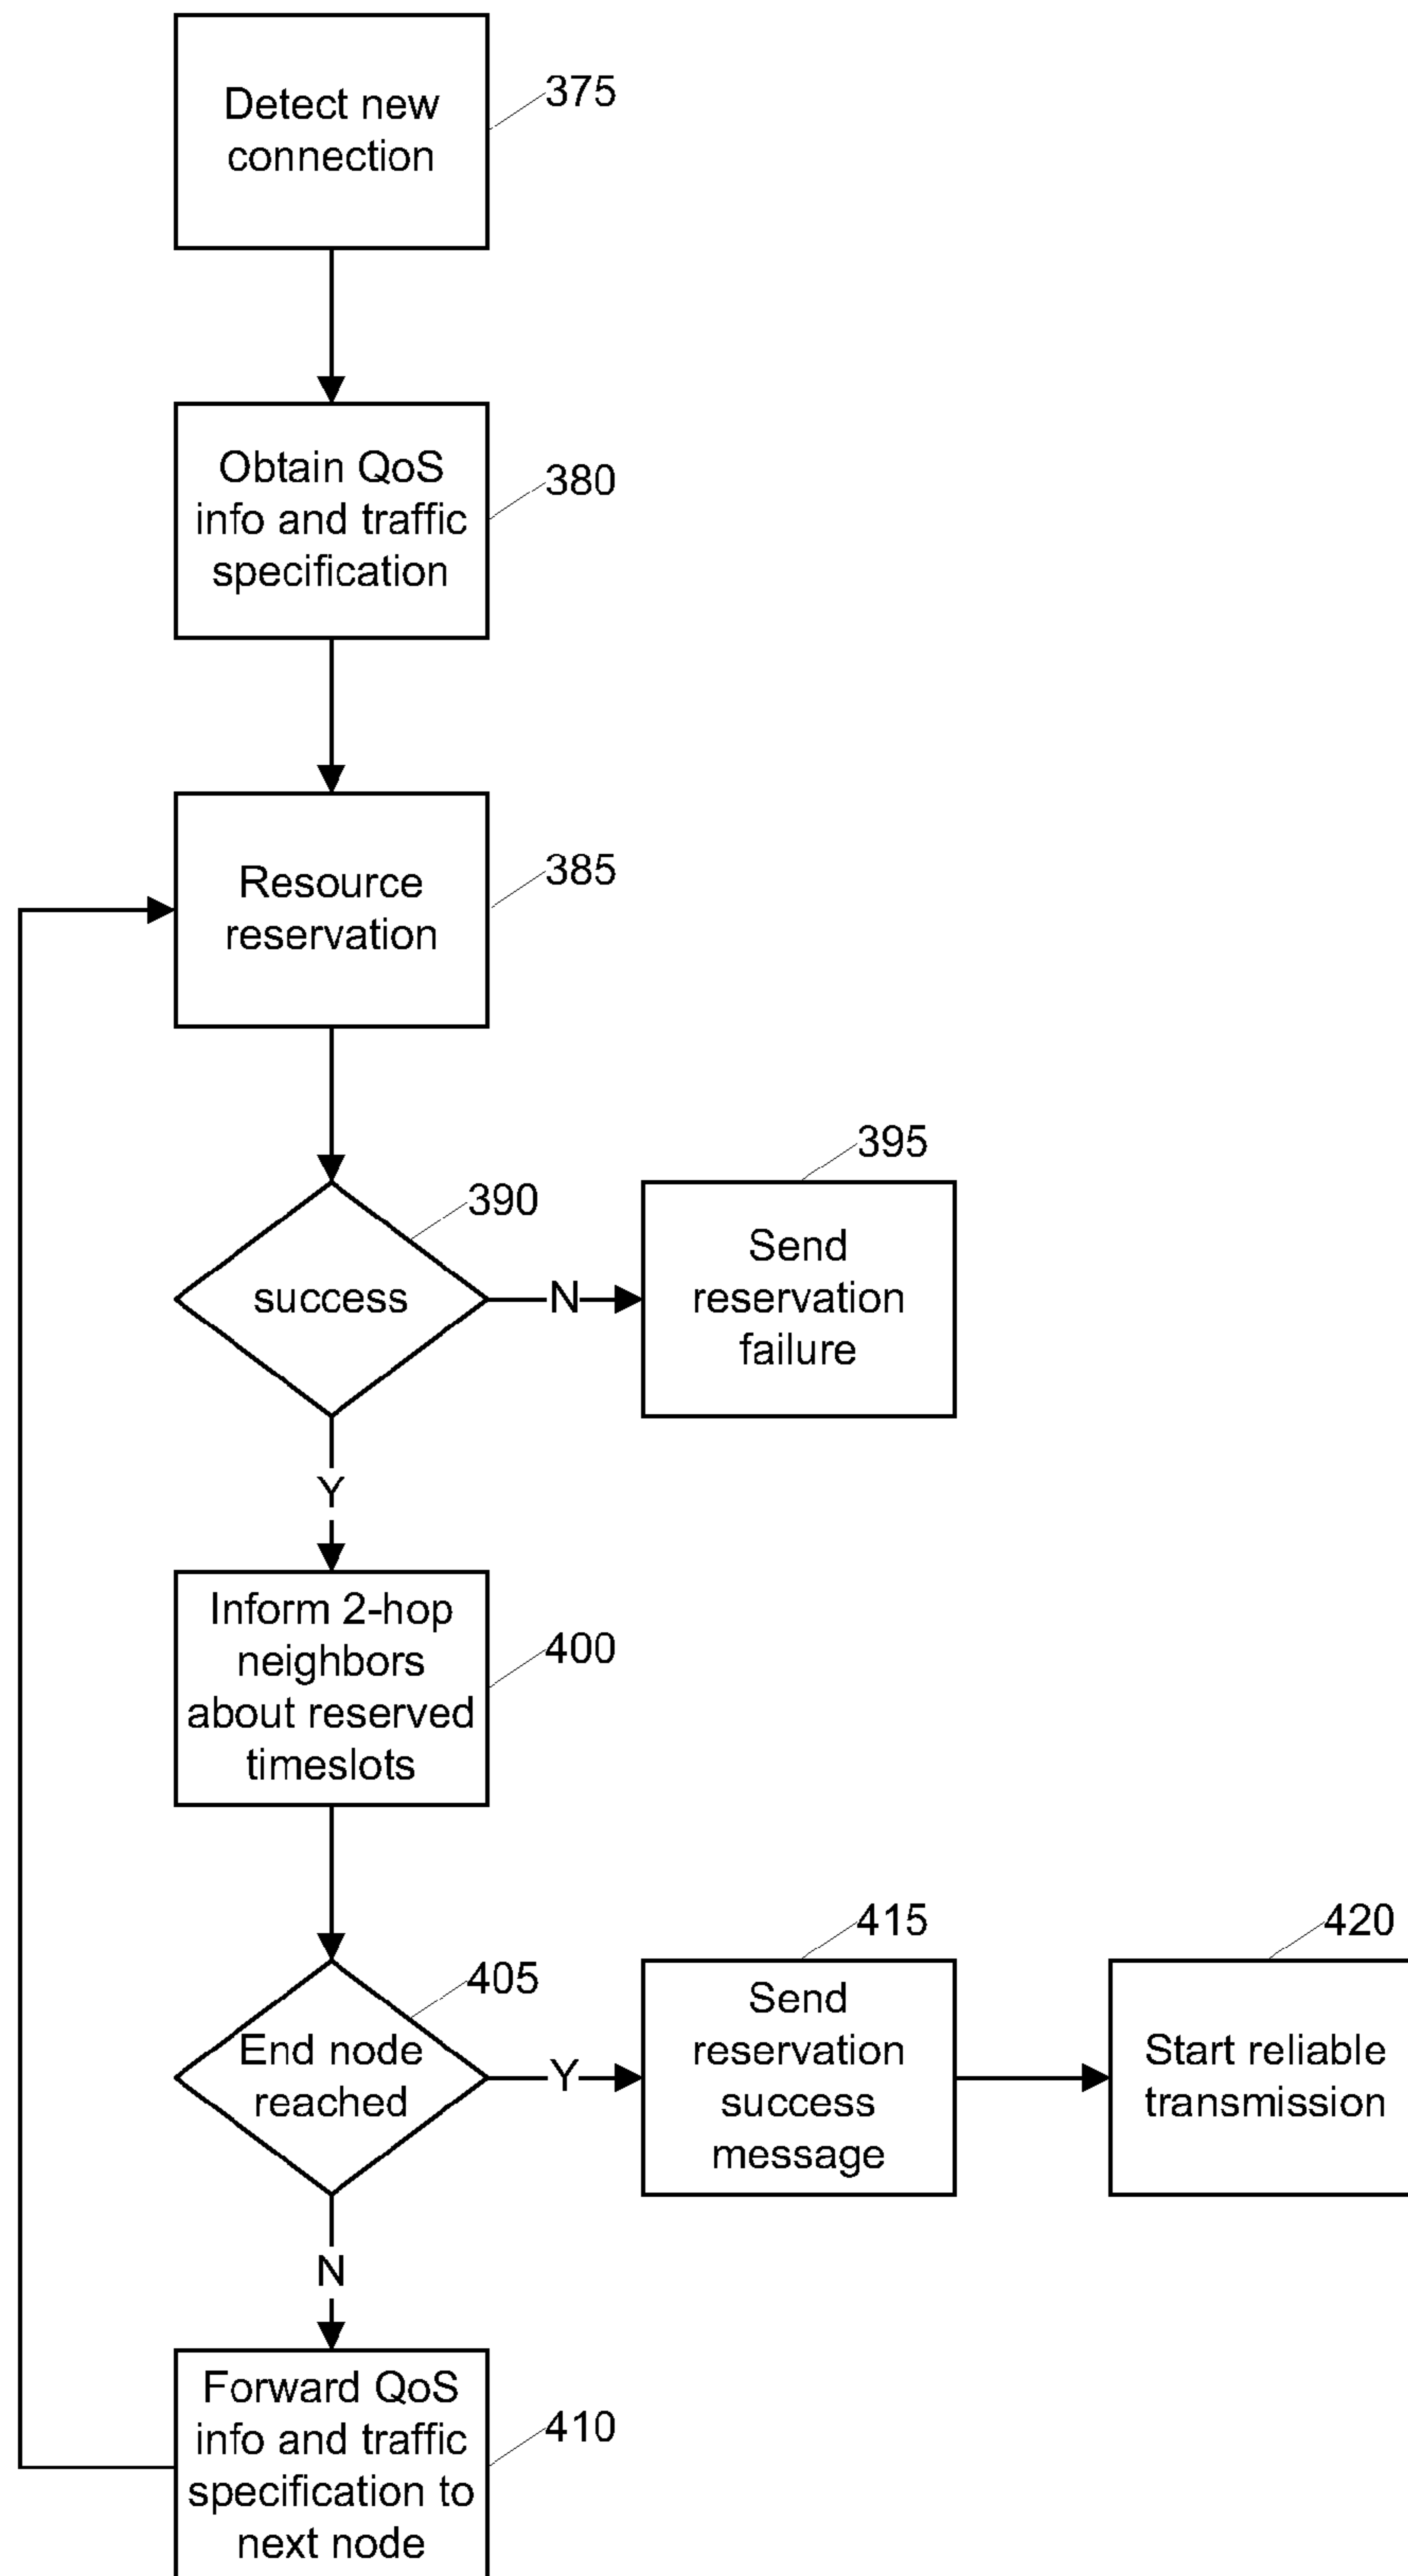 Detect new
connection
375
Obtain QoS
info and traffic
specification
380
Resource
reservation
385
success
390
N
Send
reservation
failure
395
Y
Inform 2-hop
neighbors
about reserved
timeslots
400
End node
reached
405
Y
Send
reservation
success
message
415
Start reliable
transmission
420
N
Forward QoS
info and traffic
specification to
next node
410